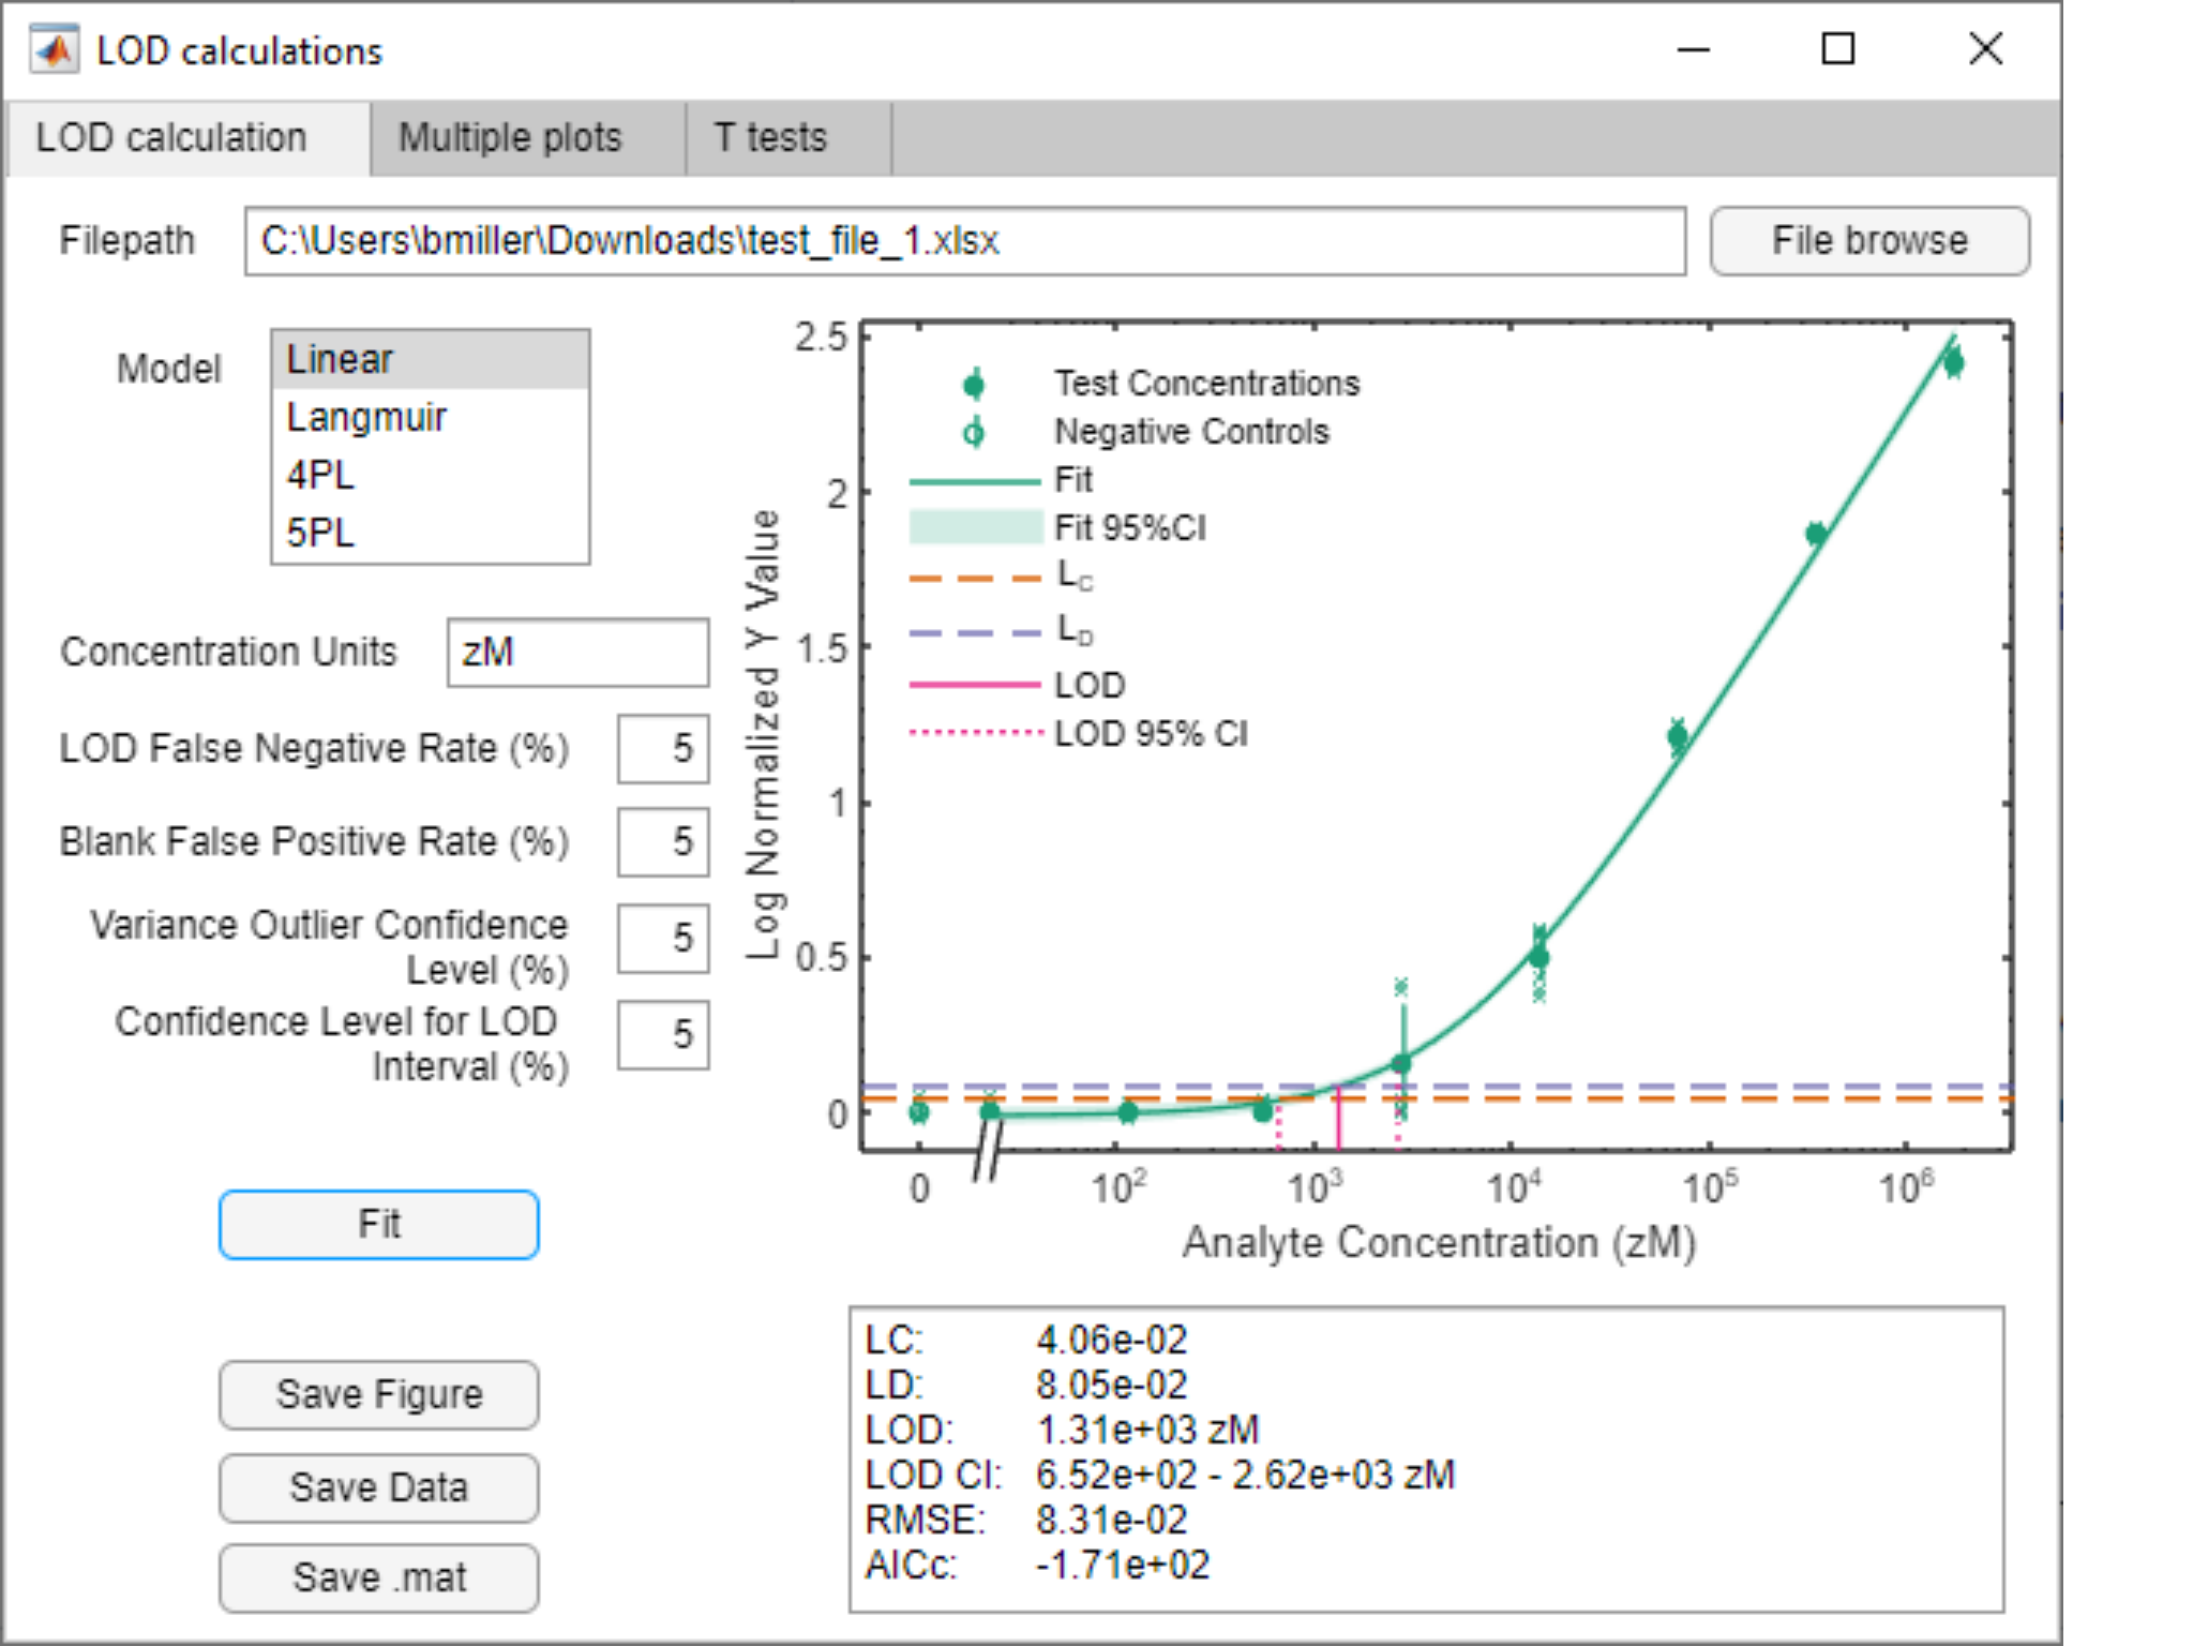 LOD calculations
LOD calculation Multiple plots T tests
Filepath C:\Users\bmiller\Downloads\test_file_1.xlsx File browse
Model
Linear
Langmuir
4PL
5PL
Concentration Units zM
LOD False Negative Rate (%) 5
Blank False Positive Rate (%) 5
Variance Outlier Confidence
Level (%) 5
Confidence Level for LOD
Interval (%) 5
Fit
Save Figure
Save Data
Save .mat
Log Normalized Y Value
2.5
2
1.5
1
0.5
0
Test Concentrations
Negative Controls
Fit
Fit 95%CI
L_C
L_D
LOD
LOD 95% CI
0 10^2 10^3 10^4 10^5 10^6
Analyte Concentration (zM)
LC: 4.06e-02
LD: 8.05e-02
LOD: 1.31e+03 zM
LOD CI: 6.52e+02 - 2.62e+03 zM
RMSE: 8.31e-02
AICc: -1.71e+02